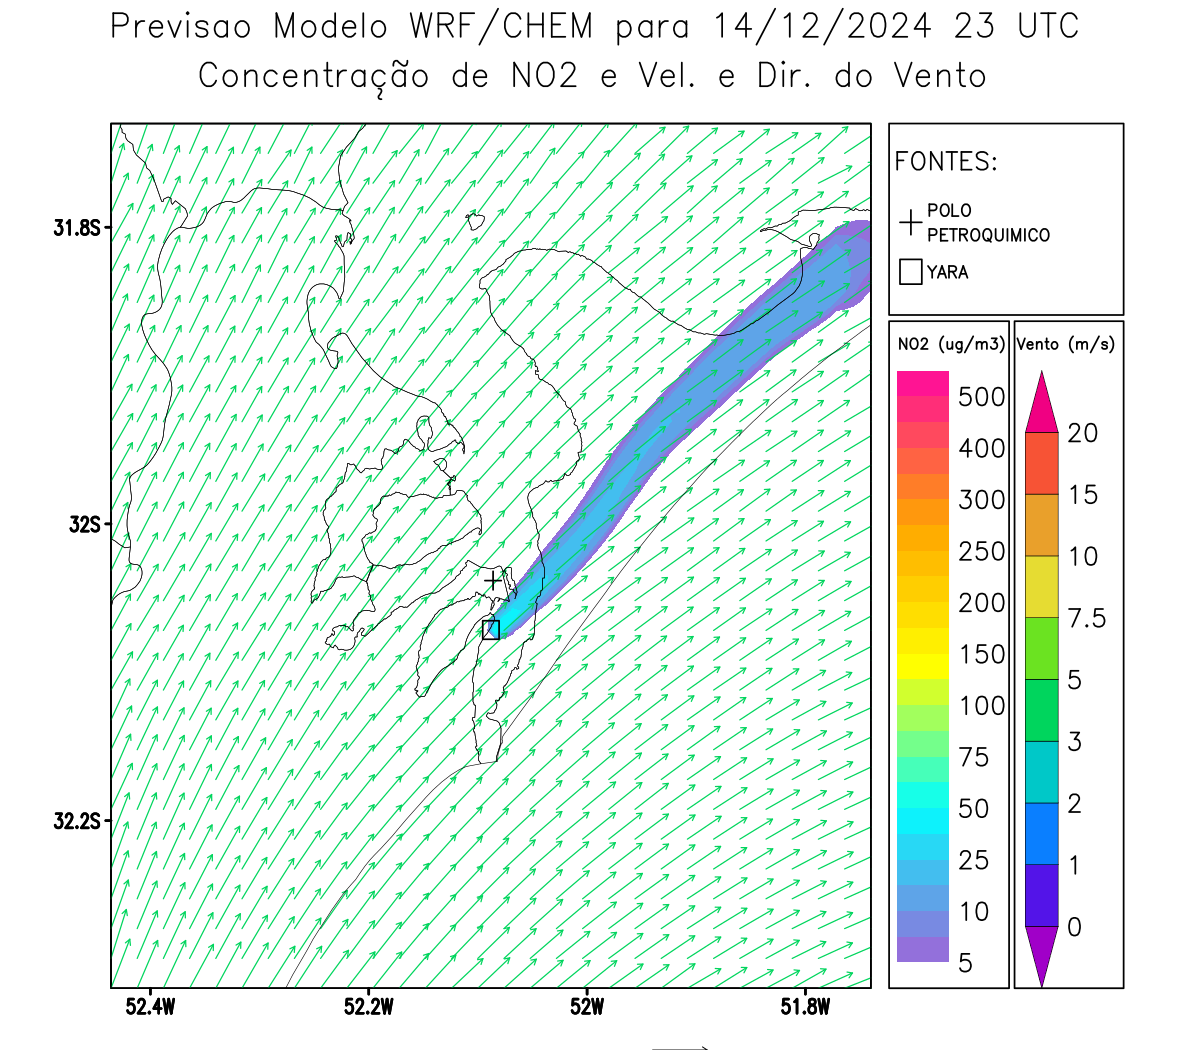 Previsao Modelo WRF/CHEM para 14/12/2024 23 UTC
Concentração de NO2 e Vel. e Dir. do Vento
FONTES:
POLO
PETROQUIMICO
YARA
NO2 (ug/m3)
500
400
300
250
200
150
100
75
50
25
10
5
Vento (m/s)
20
15
10
7.5
5
3
2
1
0
31.8S
32S
32.2S
52.4W
52.2W
52W
51.8W